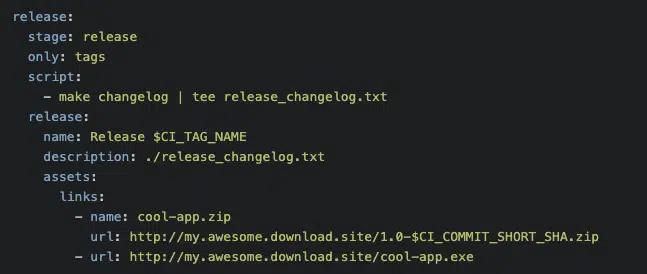 release:
  stage: release
  only: tags
  script:
    - make changelog | tee release_changelog.txt
  release:
    name: Release $CI_TAG_NAME
    description: ./release_changelog.txt
    assets:
      links:
        - name: cool-app.zip
          url: http://my.awesome.download.site/1.0-$CI_COMMIT_SHORT_SHA.zip
        - url: http://my.awesome.download.site/cool-app.exe